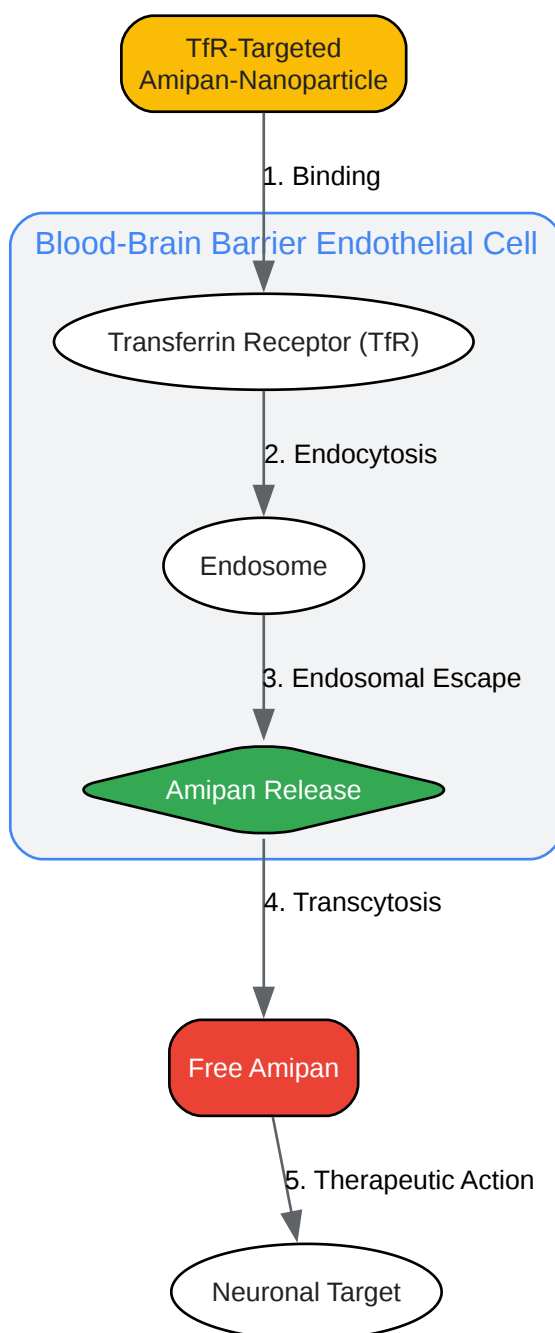 TfR-Targeted
Amipan-Nanoparticle
1. Binding
Blood-Brain Barrier Endothelial Cell
Transferrin Receptor (TfR)
2. Endocytosis
Endosome
3. Endosomal Escape
Amipan Release
4. Transcytosis
Free Amipan
5. Therapeutic Action
Neuronal Target